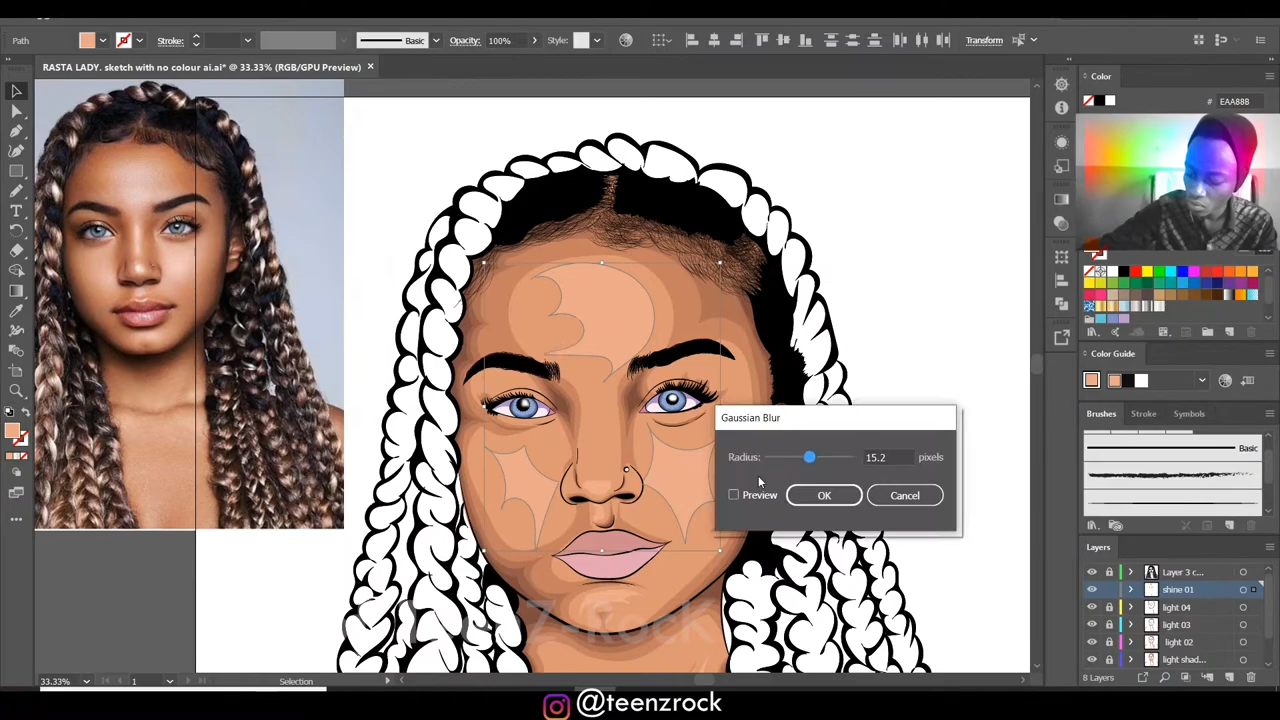 Path
Stroke:
Basic
Opacity: 100%
Style:
Transform
RASTA LADY. sketch with no colour ai.ai* @ 33.33% (RGB/GPU Preview) ×
Color
# EAA88B
Gaussian Blur
Radius: 15.2 pixels
Preview
OK
Cancel
Color Guide
Brushes
Stroke
Symbols
Basic
Layers
Layer 3 c...
shine 01
light 04
light 03
light 02
light shad...
8 Layers
33.33%
1
Selection
@teenzrock